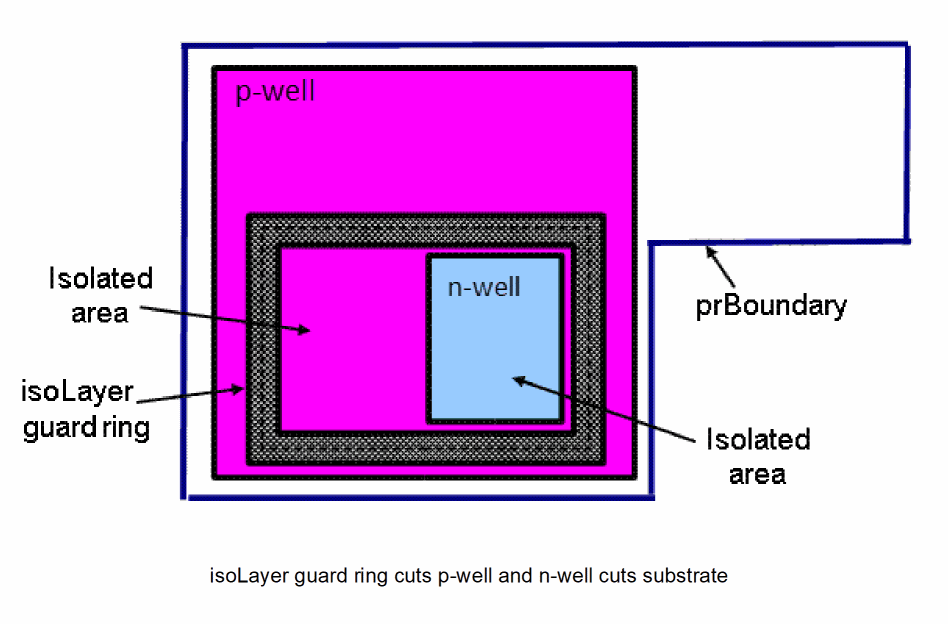 p-well
n-well
Isolated
area
prBoundary
isoLayer
guard ring
Isolated
area
isoLayer guard ring cuts p-well and n-well cuts substrate